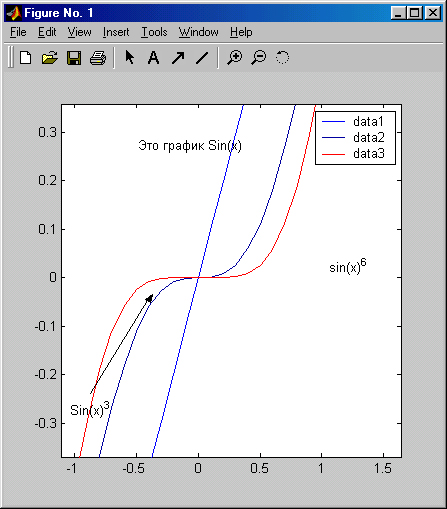 Figure No. 1
File Edit View Insert Tools Window Help
A
data1
data2
data3
Это график Sin(x)
sin(x)6
Sin(x)3
0.3
0.2
0.1
0
-0.1
-0.2
-0.3
-1 -0.5 0 0.5 1 1.5